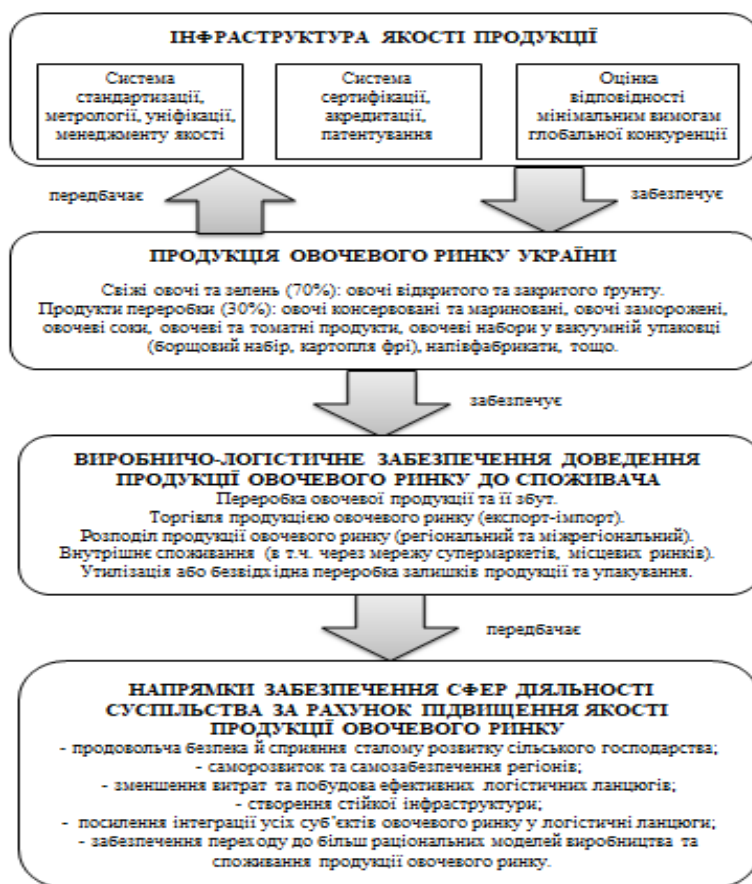 ІНФРАСТРУКТУРА ЯКОСТІ ПРОДУКЦІЇ
Система
стандартизації,
метрології, уніфікації,
менеджменту якості
Система
сертифікації,
акредитації,
патентування
Оцінка
відповідності
мінімальним вимогам
глобальної конкуренції
передбачає
забезпечує
ПРОДУКЦІЯ ОВОЧЕВОГО РИНКУ УКРАЇНИ
Свіжі овочі та зелень (70%): овочі відкритого та закритого ґрунту.
Продукти переробки (30%): овочі консервовані та мариновані, овочі заморожені,
овочеві соки, овочеві та томатні продукти, овочеві набори у вакуумній упаковці
(борщовий набір, картопля фрі), напівфабрикати, тощо.
забезпечує
ВИРОБНИЧО-ЛОГІСТИЧНЕ ЗАБЕЗПЕЧЕННЯ ДОВЕДЕННЯ
ПРОДУКЦІЇ ОВОЧЕВОГО РИНКУ ДО СПОЖИВАЧА
Переробка овочевої продукції та її збут.
Торгівля продукцією овочевого ринку (експорт-імпорт).
Розподіл продукції овочевого ринку (регіональний та міжрегіональний).
Внутрішнє споживання (в т.ч. через мережу супермаркетів, місцевих ринків).
Утилізація або безвідхідна переробка залишків продукції та упакування.
передбачає
НАПРЯМКИ ЗАБЕЗПЕЧЕННЯ СФЕР ДІЯЛЬНОСТІ
СУСПІЛЬСТВА ЗА РАХУНОК ПІДВИЩЕННЯ ЯКОСТІ
ПРОДУКЦІЇ ОВОЧЕВОГО РИНКУ
- продовольча безпека й сприяння сталому розвитку сільського господарства;
- саморозвиток та самозабезпечення регіонів;
- зменшення витрат та побудова ефективних логістичних ланцюгів;
- створення стійкої інфраструктури;
- посилення інтеграції усіх суб’єктів овочевого ринку у логістичні ланцюги;
- забезпечення переходу до більш раціональних моделей виробництва та
споживання продукції овочевого ринку.